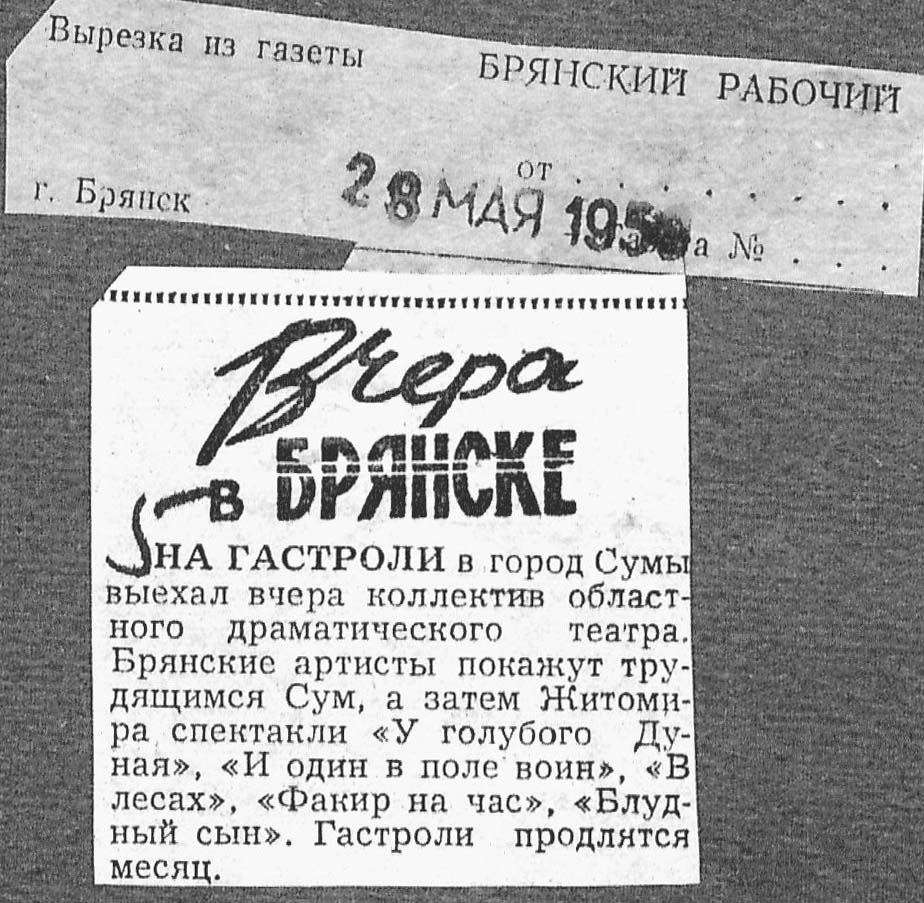 Вырезка из газеты БРЯНСКИЙ РАБОЧИЙ
от . . . . . . . .
28 МАЯ 195
г. Брянск а № . . .
Вчера
в БРЯНСКЕ
НА ГАСТРОЛИ в город Сумы
выехал вчера коллектив област-
ного драматического театра.
Брянские артисты покажут тру-
дящимся Сум, а затем Житоми-
ра спектакли «У голубого Ду-
ная», «И один в поле воин», «В
лесах», «Факир на час», «Блуд-
ный сын». Гастроли продлятся
месяц.